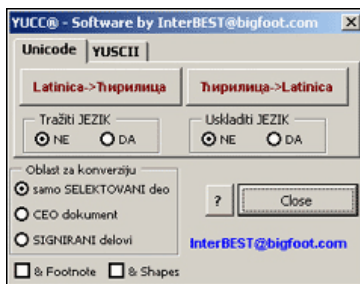 YUCC® - Software by InterBEST@bigfoot.com
Unicode YUSCII
Latinica->Ћирилица Ћирилица->Latinica
Tražiti JEZIK Uskladiti JEZIK
NE DA NE DA
Oblast za konverziju
samo SELEKTOVANI deo
CEO dokument
SIGNIRANI delovi
? Close
InterBEST@bigfoot.com
& Footnote & Shapes